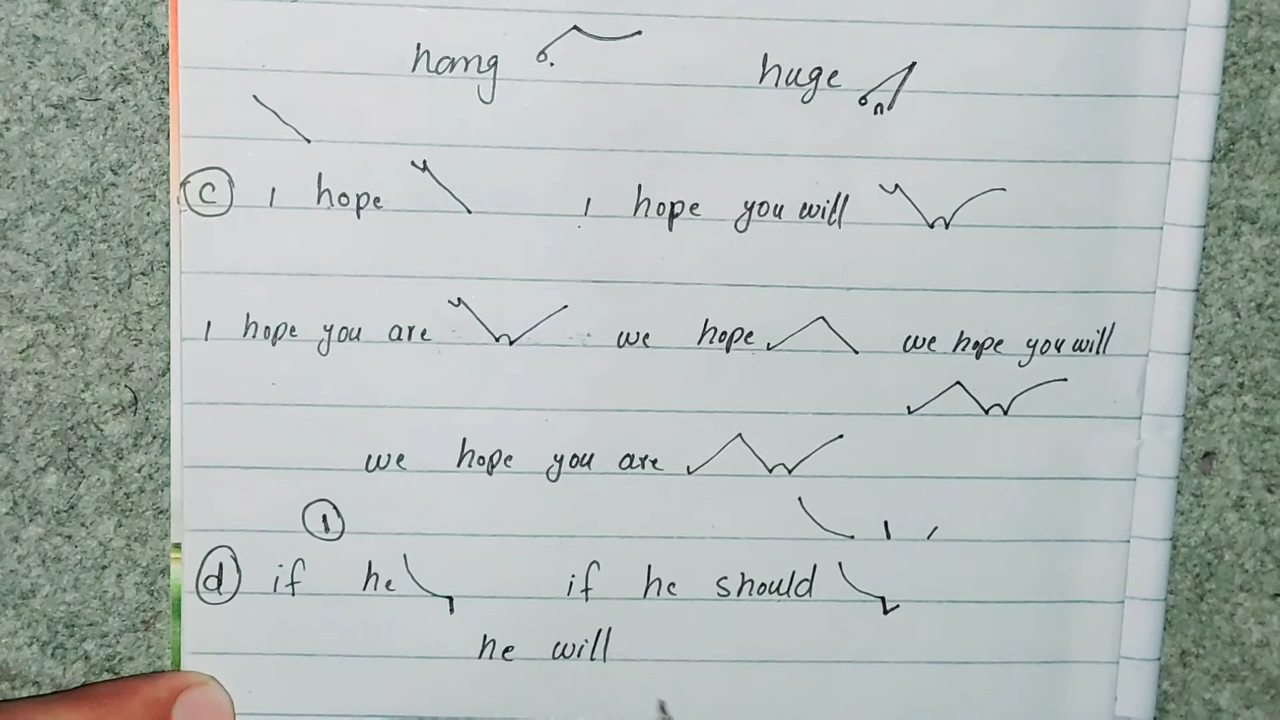 hang huge
(c) I hope I hope you will
I hope you are we hope we hope you will
we hope you are
(1)
(d) if he if he should
he will